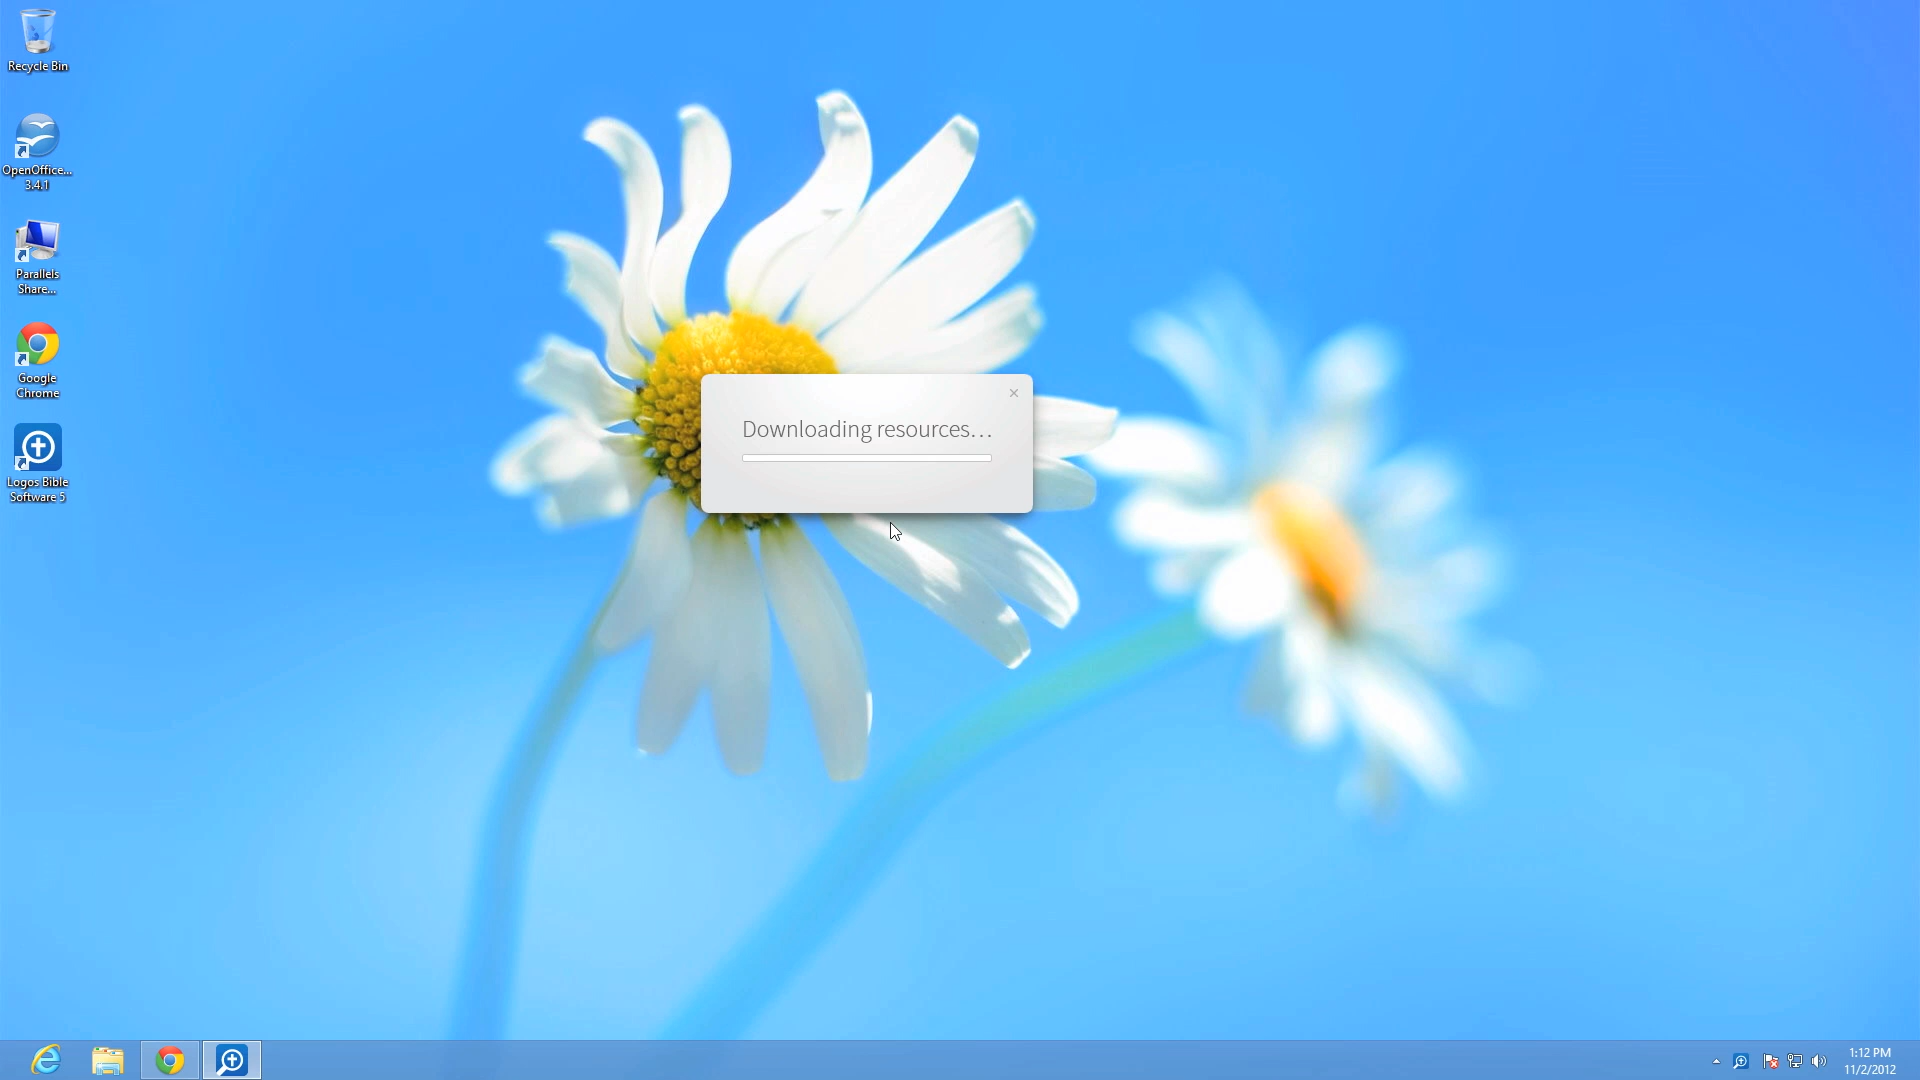 Recycle Bin
OpenOffice...
3.4.1
Parallels
Share...
Google
Chrome
Logos Bible
Software 5
Downloading resources...
1:12 PM
11/2/2012